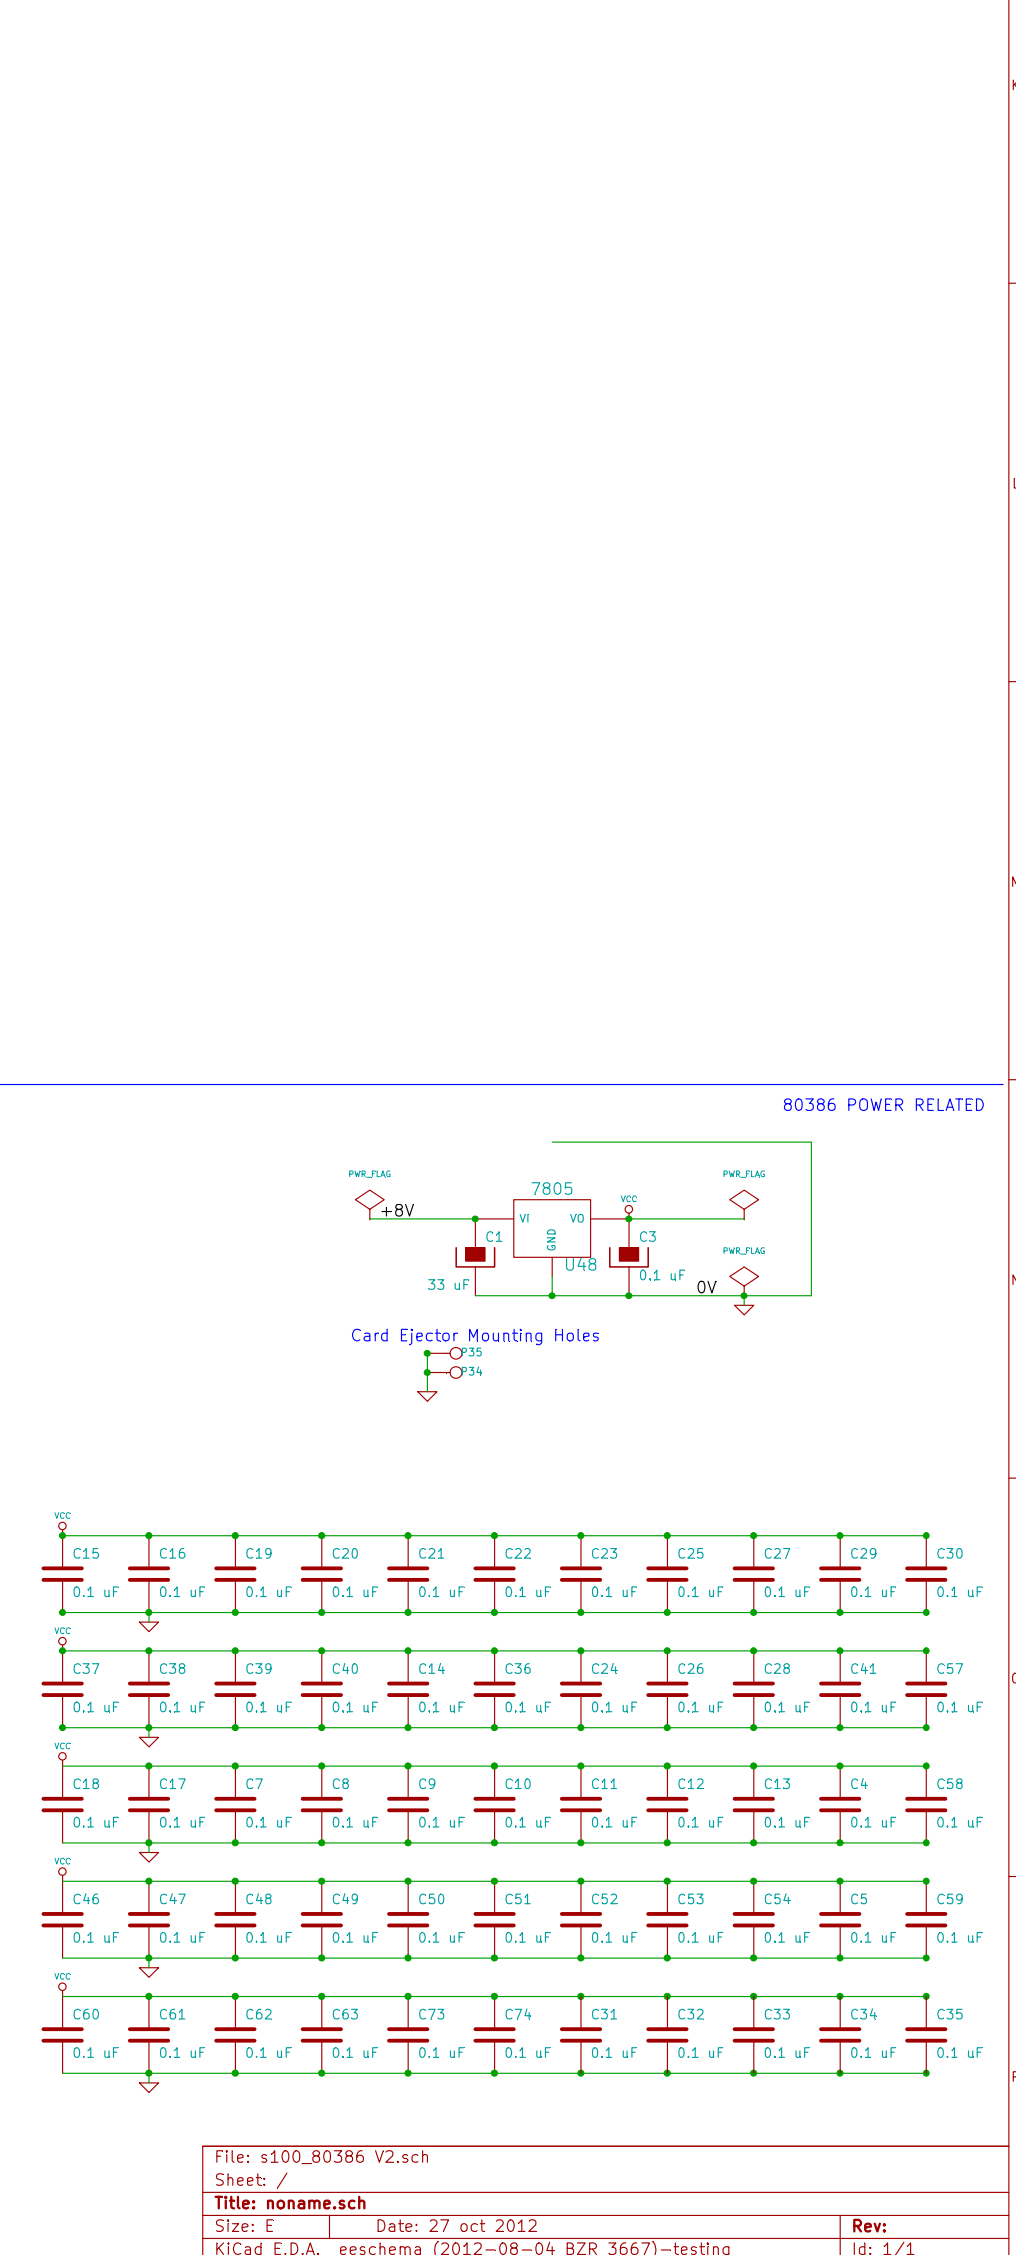 K
L
M
80386 POWER RELATED
PWR_FLAG
PWR_FLAG
7805
VCC
+8V
VI
VO
GND
C1
C3
PWR_FLAG
U48
0.1 uF
33 uF
0V
N
Card Ejector Mounting Holes
P35
P34
VCC
C15 C16 C19 C20 C21 C22 C23 C25 C27 C29 C30
0.1 uF 0.1 uF 0.1 uF 0.1 uF 0.1 uF 0.1 uF 0.1 uF 0.1 uF 0.1 uF 0.1 uF 0.1 uF
VCC
C37 C38 C39 C40 C14 C36 C24 C26 C28 C41 C57
0.1 uF 0.1 uF 0.1 uF 0.1 uF 0.1 uF 0.1 uF 0.1 uF 0.1 uF 0.1 uF 0.1 uF 0.1 uF
VCC
C18 C17 C7 C8 C9 C10 C11 C12 C13 C4 C58
0.1 uF 0.1 uF 0.1 uF 0.1 uF 0.1 uF 0.1 uF 0.1 uF 0.1 uF 0.1 uF 0.1 uF 0.1 uF
VCC
C46 C47 C48 C49 C50 C51 C52 C53 C54 C5 C59
0.1 uF 0.1 uF 0.1 uF 0.1 uF 0.1 uF 0.1 uF 0.1 uF 0.1 uF 0.1 uF 0.1 uF 0.1 uF
VCC
C60 C61 C62 C63 C73 C74 C31 C32 C33 C34 C35
0.1 uF 0.1 uF 0.1 uF 0.1 uF 0.1 uF 0.1 uF 0.1 uF 0.1 uF 0.1 uF 0.1 uF 0.1 uF
File: s100_80386 V2.sch
Sheet: /
Title: noname.sch
Size: E Date: 27 oct 2012 Rev:
KiCad E.D.A. eeschema (2012-08-04 BZR 3667)-testing Id: 1/1